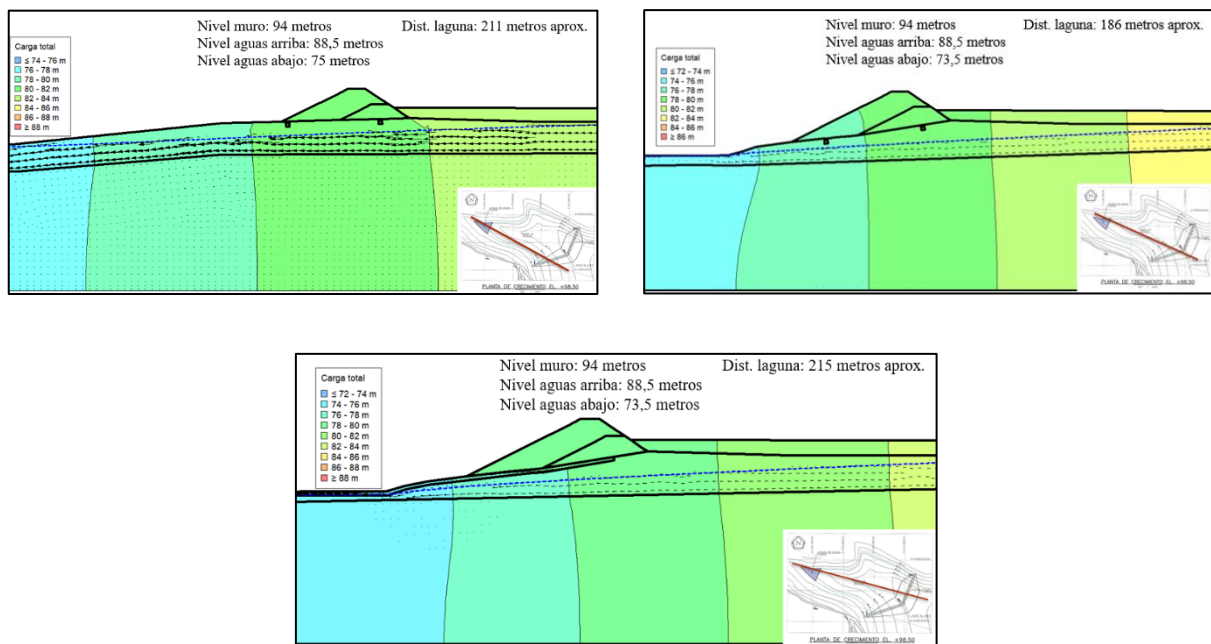 Nivel muro: 94 metros
Dist. laguna: 211 metros aprox.
Nivel aguas arriba: 88,5 metros
Nivel aguas abajo: 75 metros
Carga total
≤ 74 - 76 m
76 - 78 m
78 - 80 m
80 - 82 m
82 - 84 m
84 - 86 m
86 - 88 m
≥ 88 m
PLANTA DE CRECIMIENTO EL. +98.50
Nivel muro: 94 metros
Dist. laguna: 186 metros aprox.
Nivel aguas arriba: 88,5 metros
Nivel aguas abajo: 73,5 metros
Carga total
≤ 72 - 74 m
74 - 76 m
76 - 78 m
78 - 80 m
80 - 82 m
82 - 84 m
84 - 86 m
≥ 86 m
PLANTA DE CRECIMIENTO EL. +98.50
Nivel muro: 94 metros
Dist. laguna: 215 metros aprox.
Nivel aguas arriba: 88,5 metros
Nivel aguas abajo: 73,5 metros
Carga total
≤ 72 - 74 m
74 - 76 m
76 - 78 m
78 - 80 m
80 - 82 m
82 - 84 m
84 - 86 m
86 - 88 m
≥ 88 m
PLANTA DE CRECIMIENTO EL. +98.50